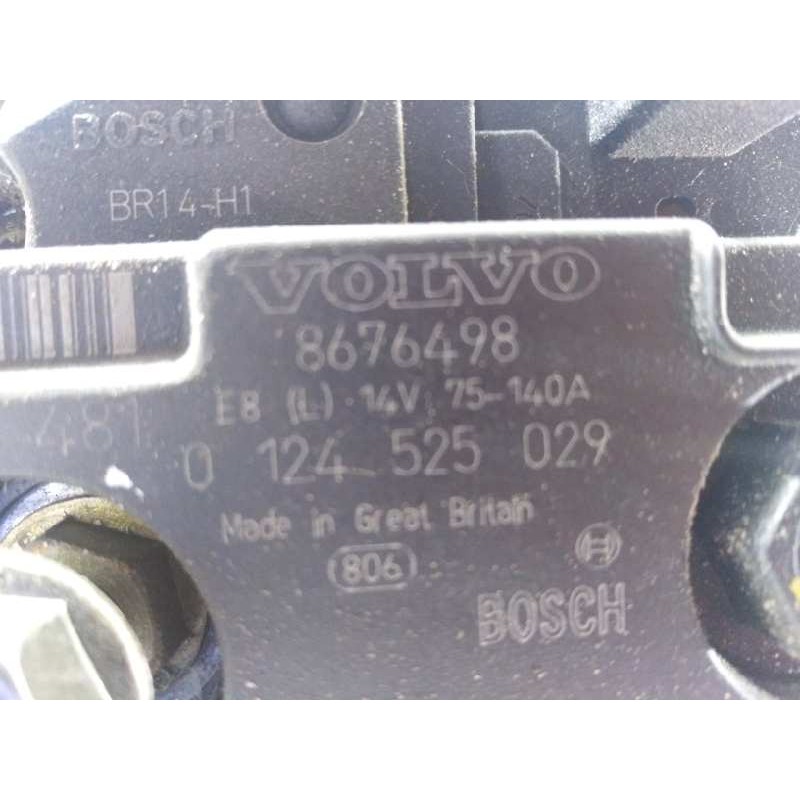 BOSCH
BR14-H1
VOLVO
8676498
E8 (L) 14V 75-140A
481
0 124 525 029
Made in Great Britain
806
BOSCH